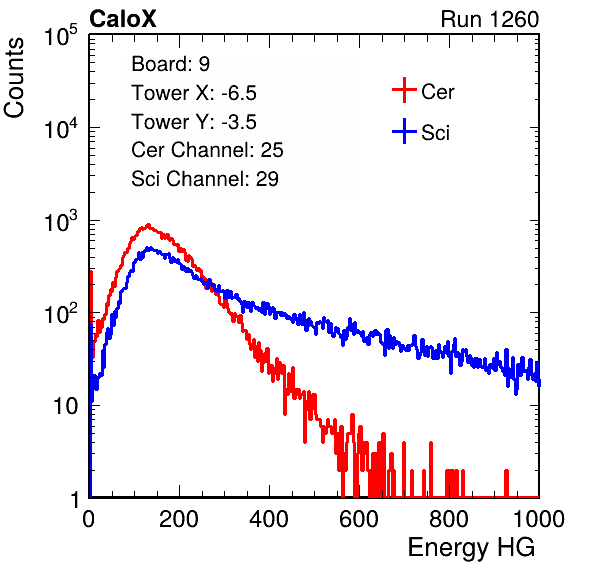 CaloX Run 1260
Counts
Board: 9
Tower X: -6.5
Tower Y: -3.5
Cer Channel: 25
Sci Channel: 29
Cer
Sci
10^5
10^4
10^3
10^2
10
1
0 200 400 600 800 1000
Energy HG